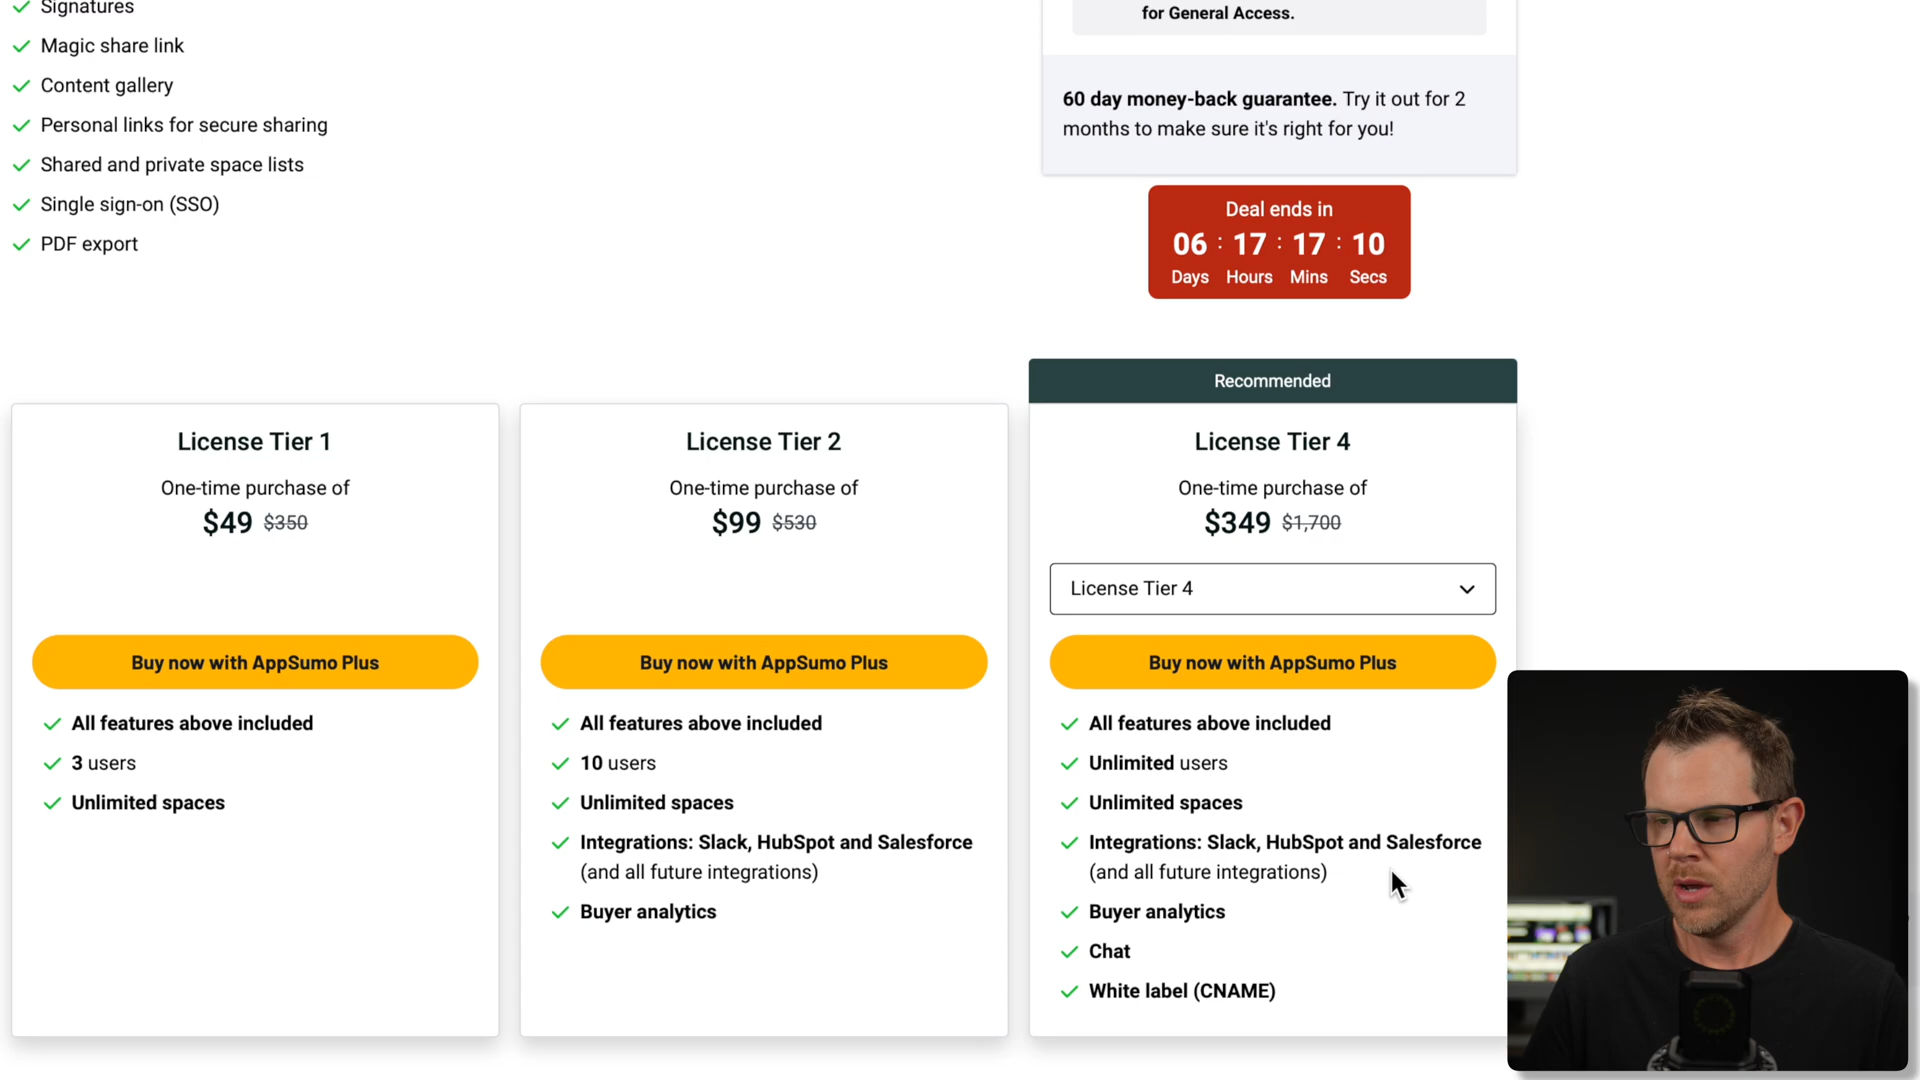 Signatures
Magic share link
Content gallery
Personal links for secure sharing
Shared and private space lists
Single sign-on (SSO)
PDF export
for General Access.
60 day money-back guarantee. Try it out for 2
months to make sure it's right for you!
Deal ends in
06 : 17 : 17 : 10
Days Hours Mins Secs
License Tier 1
One-time purchase of
$49 $350
Buy now with AppSumo Plus
All features above included
3 users
Unlimited spaces
License Tier 2
One-time purchase of
$99 $530
Buy now with AppSumo Plus
All features above included
10 users
Unlimited spaces
Integrations: Slack, HubSpot and Salesforce
(and all future integrations)
Buyer analytics
Recommended
License Tier 4
One-time purchase of
$349 $1,700
License Tier 4
Buy now with AppSumo Plus
All features above included
Unlimited users
Unlimited spaces
Integrations: Slack, HubSpot and Salesforce
(and all future integrations)
Buyer analytics
Chat
White label (CNAME)